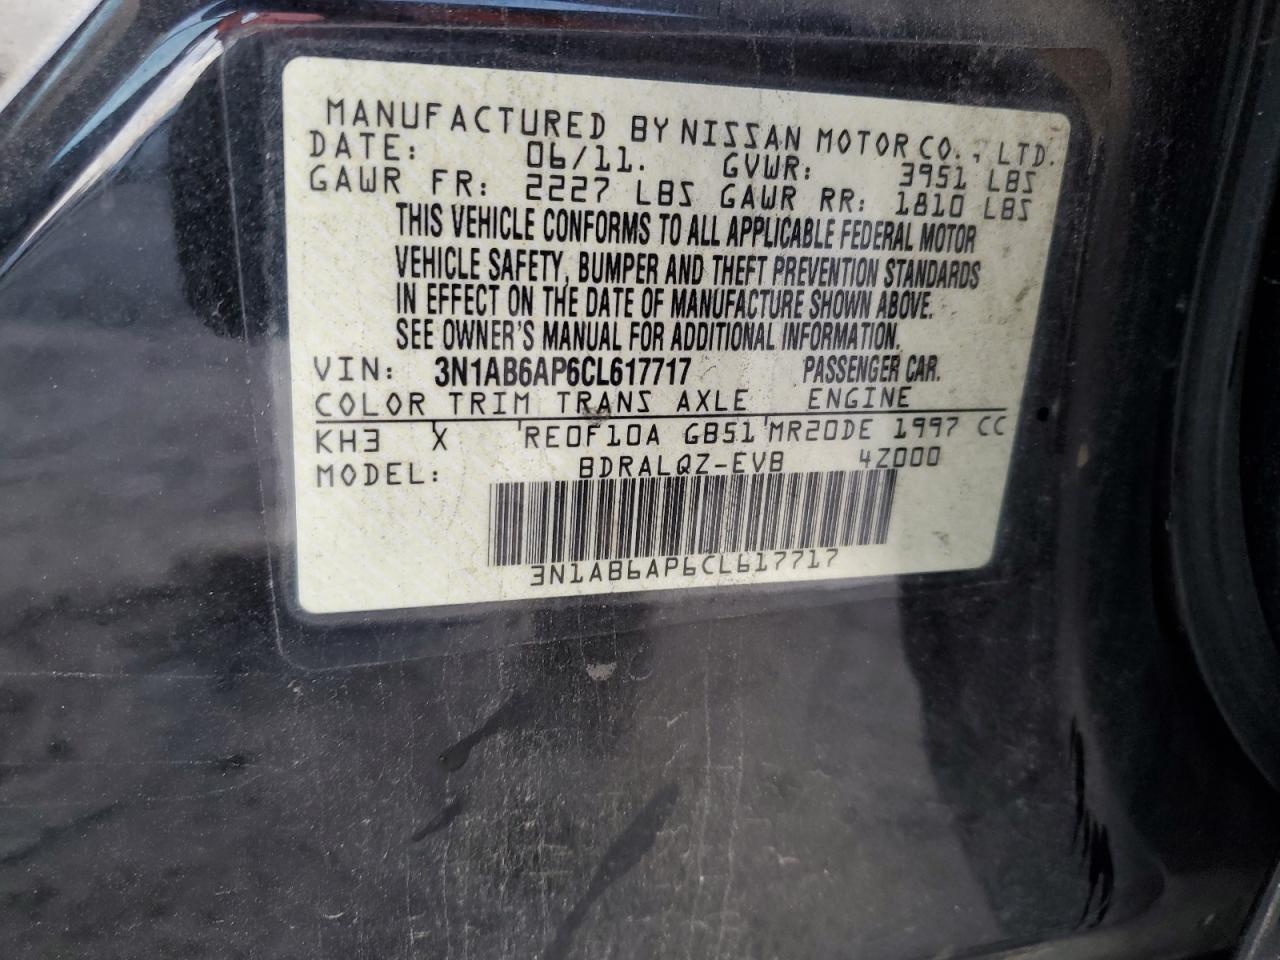 MANUFACTURED BY NISSAN MOTOR CO., LTD.
DATE: 06/11. GVWR: 3951 LBS
GAWR FR: 2227 LBS GAWR RR: 1810 LBS
THIS VEHICLE CONFORMS TO ALL APPLICABLE FEDERAL MOTOR
VEHICLE SAFETY, BUMPER AND THEFT PREVENTION STANDARDS
IN EFFECT ON THE DATE OF MANUFACTURE SHOWN ABOVE.
SEE OWNER'S MANUAL FOR ADDITIONAL INFORMATION.
VIN: 3N1AB6AP6CL617717 PASSENGER CAR.
COLOR TRIM TRANS AXLE ENGINE
KH3 X RE0F10A GB51 MR20DE 1997 CC
MODEL: BDRALQZ-EVB 4Z000
3N1AB6AP6CL617717